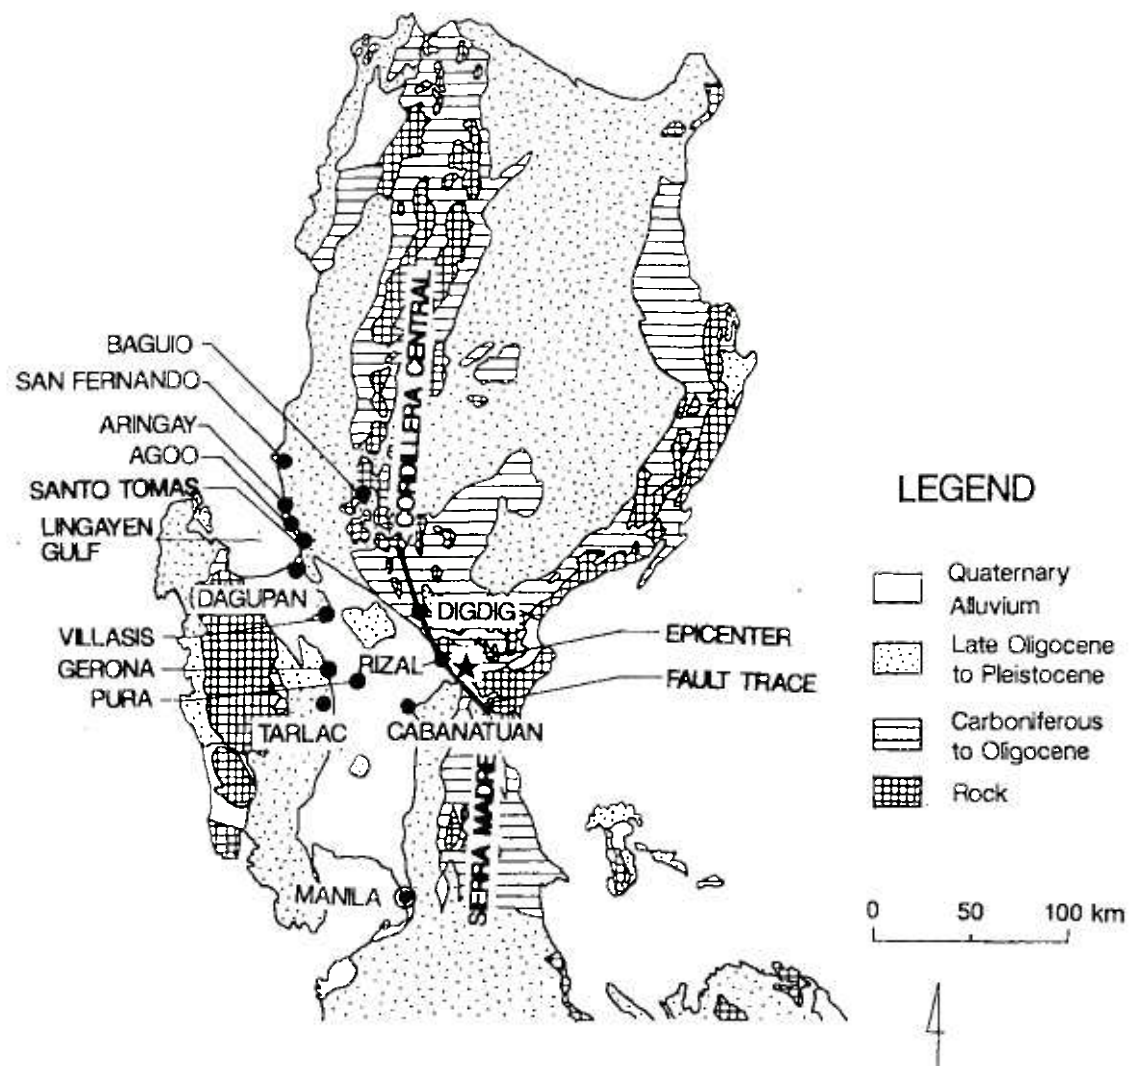 BAGUIO
SAN FERNANDO
ARINGAY
AGOO
SANTO TOMAS
LINGAYEN
GULF
DAGUPAN
VILLASIS
GERONA
PURA
TARLAC
RIZAL
CABANATUAN
DIGDIG
CORDILLERA CENTRAL
SIERRA MADRE
MANILA
EPICENTER
FAULT TRACE
LEGEND
Quaternary
Alluvium
Late Oligocene
to Pleistocene
Carboniferous
to Oligocene
Rock
0 50 100 km